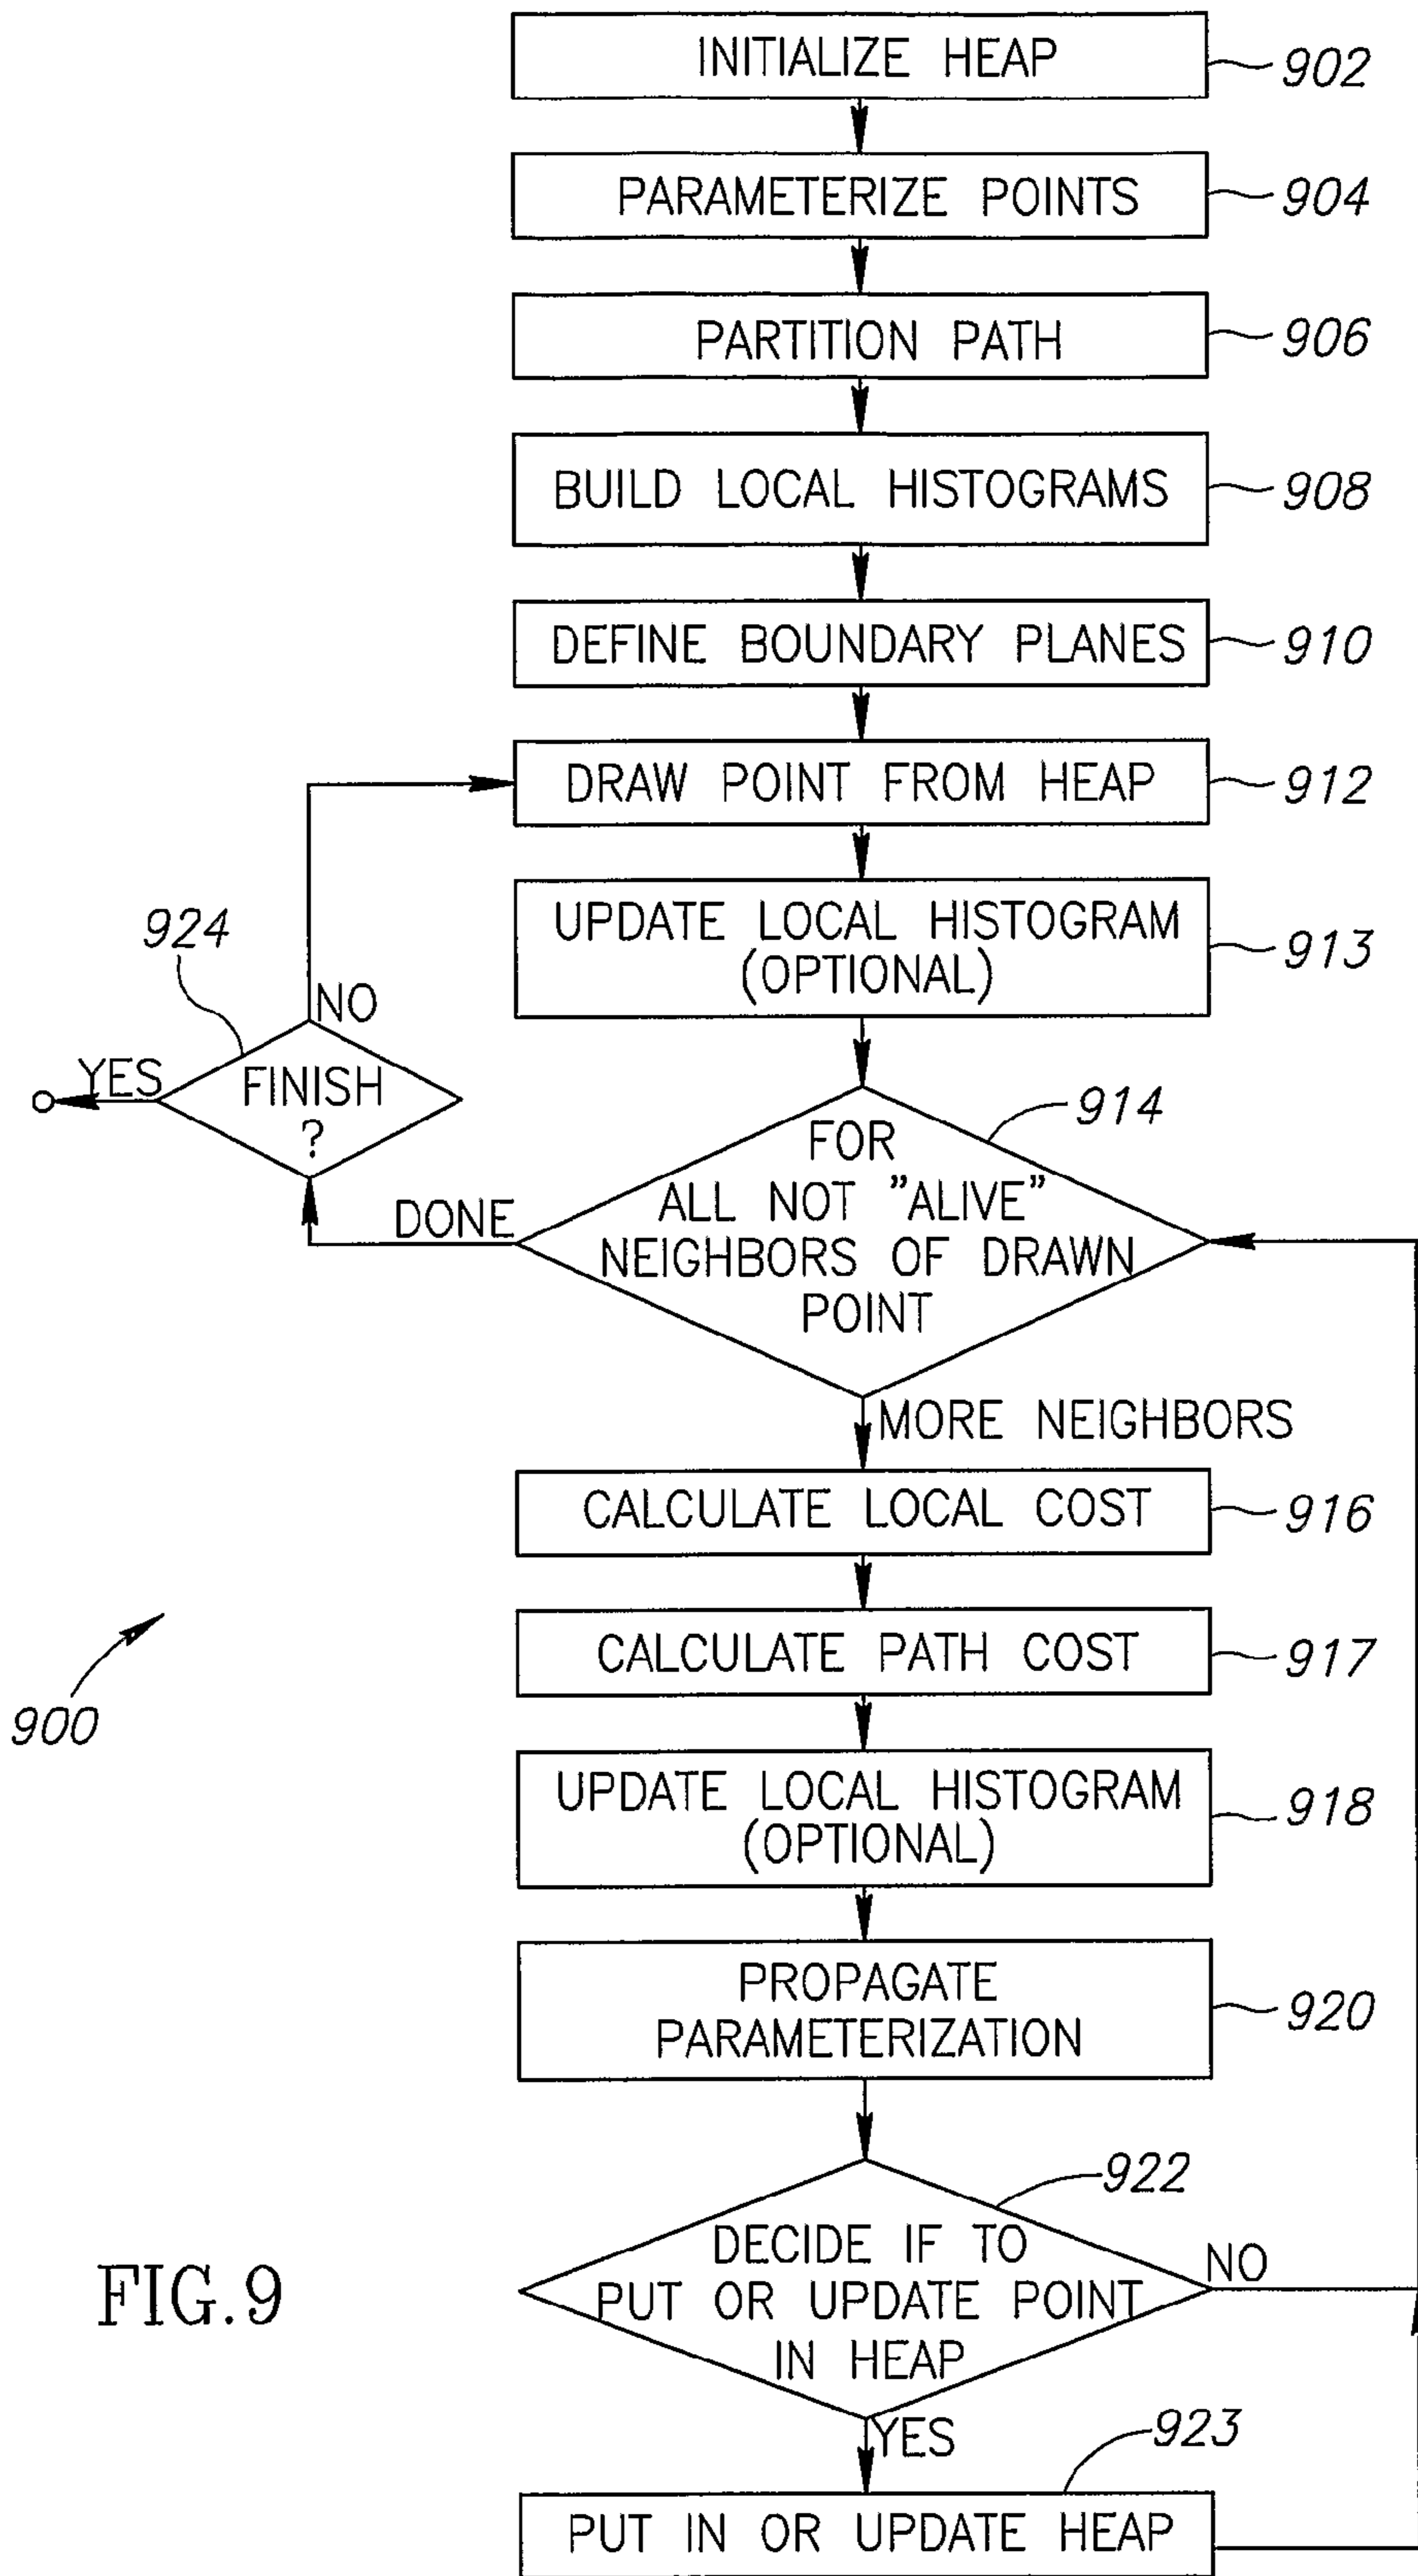 INITIALIZE HEAP
902
PARAMETERIZE POINTS
904
PARTITION PATH
906
BUILD LOCAL HISTOGRAMS
908
DEFINE BOUNDARY PLANES
910
DRAW POINT FROM HEAP
912
UPDATE LOCAL HISTOGRAM
(OPTIONAL)
913
924
NO
YES
FINISH
?
DONE
914
FOR
ALL NOT "ALIVE"
NEIGHBORS OF DRAWN
POINT
MORE NEIGHBORS
CALCULATE LOCAL COST
916
CALCULATE PATH COST
917
900
UPDATE LOCAL HISTOGRAM
(OPTIONAL)
918
PROPAGATE
PARAMETERIZATION
920
922
DECIDE IF TO
PUT OR UPDATE POINT
IN HEAP
NO
YES
FIG.9
923
PUT IN OR UPDATE HEAP